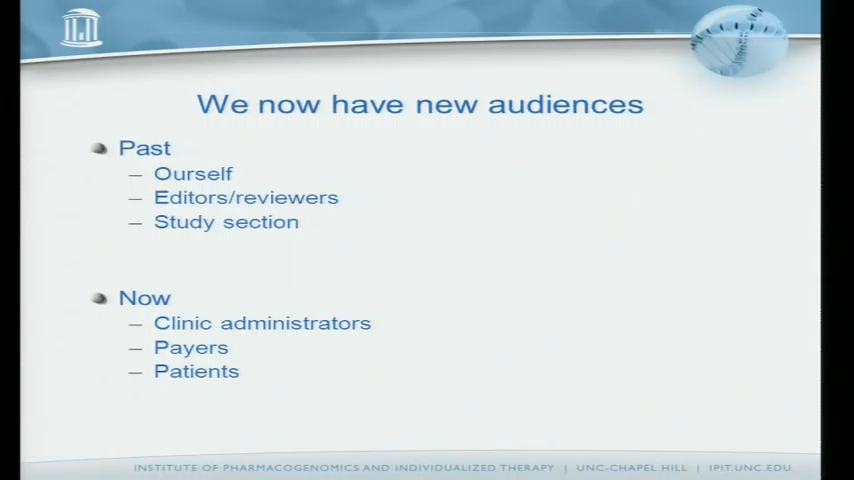 We now have new audiences
Past
– Ourself
– Editors/reviewers
– Study section
Now
– Clinic administrators
– Payers
– Patients
INSTITUTE OF PHARMACOGENOMICS AND INDIVIDUALIZED THERAPY | UNC-CHAPEL HILL | IPIT.UNC.EDU